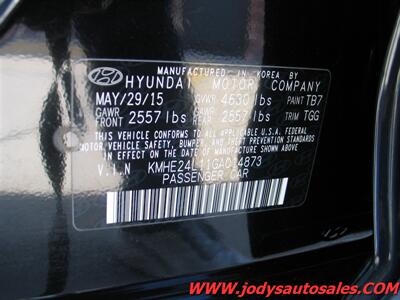 MANUFACTURED IN KOREA BY
HYUNDAI MOTOR COMPANY
MAY/29/15 GVWR 4630 lbs PAINT TB7
GAWR FRONT 2557 lbs GAWR REAR 2557 lbs TRIM TGG
THIS VEHICLE CONFORMS TO ALL APPLICABLE U.S.A. FEDERAL
MOTOR VEHICLE SAFETY, BUMPER, AND THEFT PREVENTION STANDARDS
IN EFFECT ON THE DATE OF MANUFACTURE SHOWN ABOVE.
V.I.N KMHE24L11GA014873
PASSENGER CAR
www.jodysautosales.com